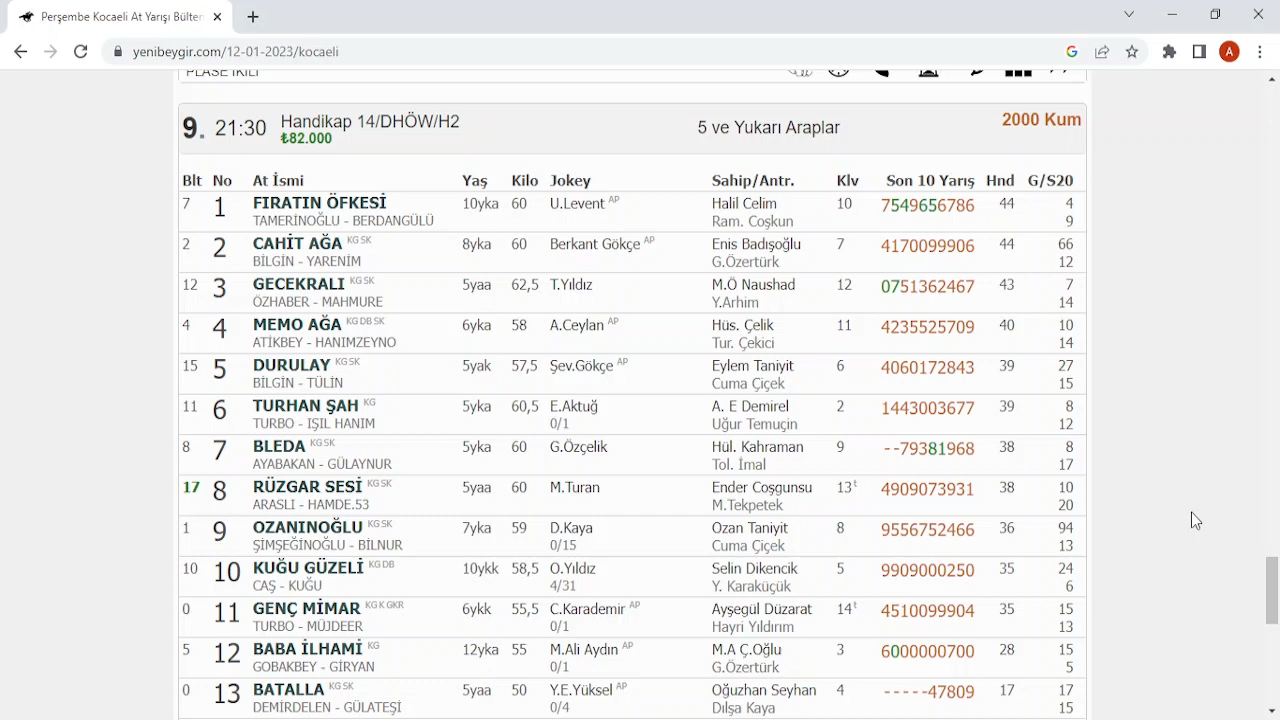 Perşembe Kocaeli At Yarışı Bülten
yenibeygir.com/12-01-2023/kocaeli
A
PLASE İKİLİ
9. 21:30 Handikap 14/DHÖW/H2 5 ve Yukarı Araplar 2000 Kum
₺82.000
Blt No At İsmi Yaş Kilo Jokey Sahip/Antr. Klv Son 10 Yarış Hnd G/S20
7 1 FIRATIN ÖFKESİ 10yka 60 U.Levent AP Halil Celim 10 7549656786 44 4
TAMERİNOĞLU - BERDANGÜLÜ Ram. Coşkun 9
2 2 CAHİT AĞA KG SK 8yka 60 Berkant Gökçe AP Enis Badışoğlu 7 4170099906 44 66
BİLGİN - YARENİM G.Özertürk 12
12 3 GECEKRALI KG SK 5yaa 62,5 T.Yıldız M.Ö Naushad 12 0751362467 43 7
ÖZHABER - MAHMURE Y.Arhim 14
4 4 MEMO AĞA KG DB SK 6yka 58 A.Ceylan AP Hüs. Çelik 11 4235525709 40 10
ATİKBEY - HANIMZEYNO Tur. Çekici 14
15 5 DURULAY KG SK 5yak 57,5 Şev.Gökçe AP Eylem Taniyit 6 4060172843 39 27
BİLGİN - TÜLİN Cuma Çiçek 15
11 6 TURHAN ŞAH KG 5yka 60,5 E.Aktuğ A. E Demirel 2 1443003677 39 8
TURBO - IŞIL HANIM 0/1 Uğur Temuçin 12
8 7 BLEDA KG SK 5yka 60 G.Özçelik Hül. Kahraman 9 --79381968 38 8
AYABAKAN - GÜLAYNUR Tol. İmal 17
17 8 RÜZGAR SESİ KG SK 5yaa 60 M.Turan Ender Coşgunsu 13t 4909073931 38 10
ARASLI - HAMDE.53 M.Tekpetek 20
1 9 OZANINOĞLU KG SK 7yka 59 D.Kaya Ozan Taniyit 8 9556752466 36 94
ŞİMŞEĞİNOĞLU - BİLNUR 0/15 Cuma Çiçek 13
10 10 KUĞU GÜZELİ KG DB 10ykk 58,5 O.Yıldız Selin Dikencik 5 9909000250 35 24
CAŞ - KUĞU 4/31 Y. Karaküçük 6
0 11 GENÇ MİMAR KG K GKR 6ykk 55,5 C.Karademir AP Ayşegül Düzarat 14t 4510099904 35 15
TURBO - MÜJDEER 0/1 Hayri Yıldırım 13
5 12 BABA İLHAMİ KG 12yka 55 M.Ali Aydın AP M.A Ç.Oğlu 3 6000000700 28 15
GOBAKBEY - GİRYAN 0/1 G.Özertürk 5
0 13 BATALLA KG SK 5yaa 50 Y.E.Yüksel AP Oğuzhan Seyhan 4 -----47809 17 17
DEMİRDELEN - GÜLATEŞİ 0/4 Dılşa Kaya 15